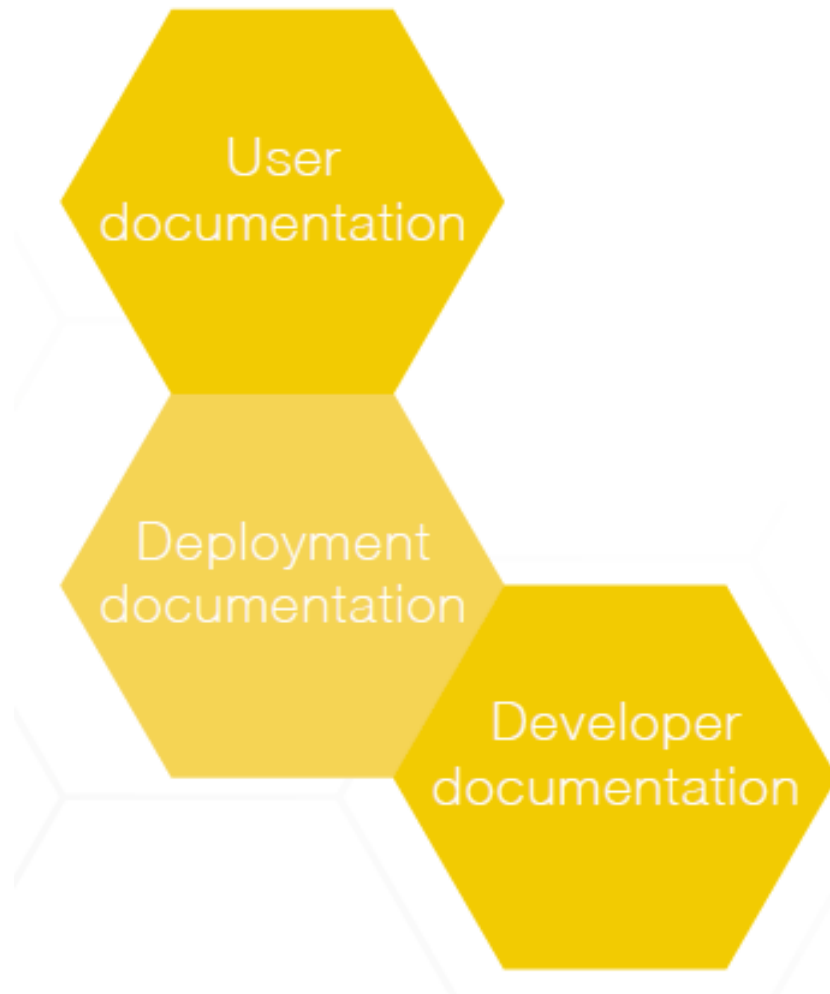 User
documentation
Deployment
documentation
Developer
documentation